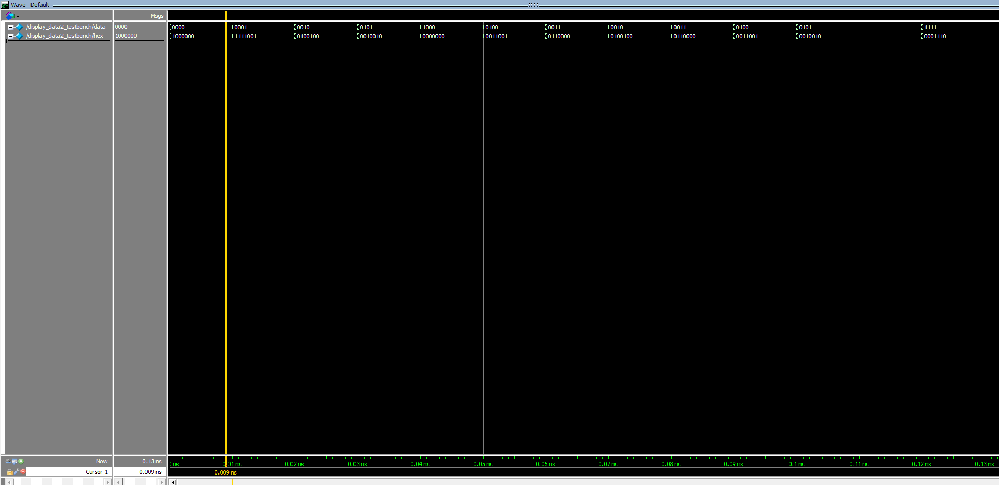 Wave - Default
Msgs
/display_data2_testbench/data 0000 0000 0001 0010 0101 1000 0100 0011 0010 0011 0100 0101 1111
/display_data2_testbench/hex 1000000 1000000 1111001 0100100 0010010 0000000 0011001 0110000 0100100 0110000 0011001 0010010 0001110
Now 0.13 ns ns 0.01 ns 0.02 ns 0.03 ns 0.04 ns 0.05 ns 0.06 ns 0.07 ns 0.08 ns 0.09 ns 0.1 ns 0.11 ns 0.12 ns 0.13 ns
Cursor 1 0.009 ns 0.009 ns